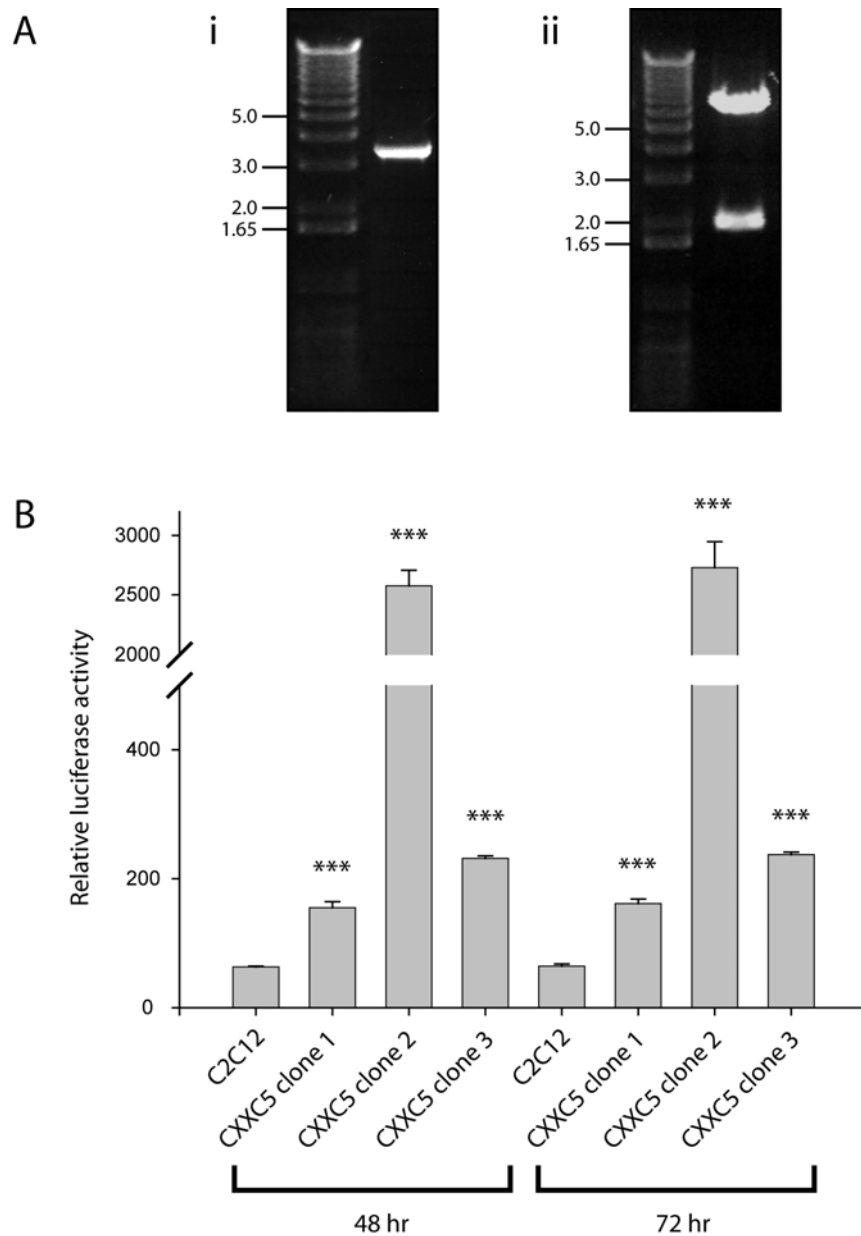 A
i
ii
5.0
3.0
2.0
1.65
5.0
3.0
2.0
1.65
B
Relative luciferase activity
3000
2500
2000
400
200
0
***
***
***
***
***
***
C2C12
CXXC5 clone 1
CXXC5 clone 2
CXXC5 clone 3
C2C12
CXXC5 clone 1
CXXC5 clone 2
CXXC5 clone 3
48 hr
72 hr